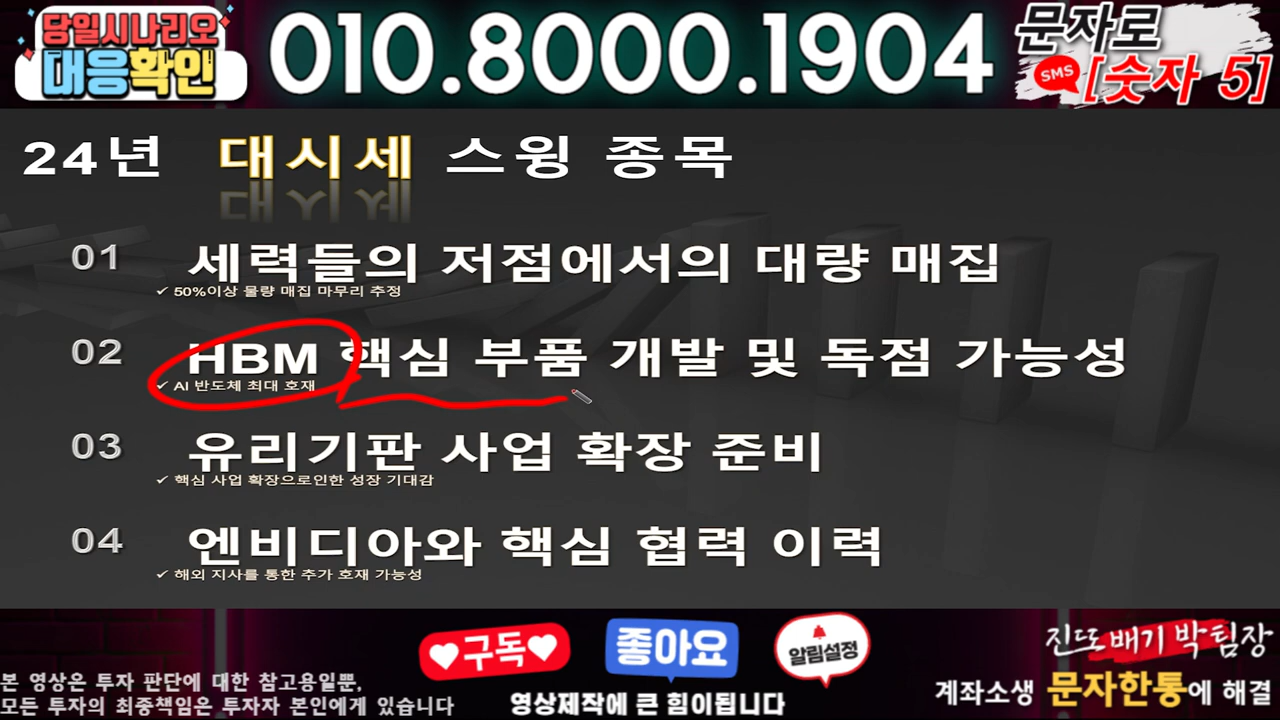 당일시나리오
대응확인
010.8000.1904
문자로
SMS
[숫자 5]
24년 대시세 스윙 종목
01 세력들의 저점에서의 대량 매집
✓ 50%이상 물량 매집 마무리 추정
02 HBM 핵심 부품 개발 및 독점 가능성
✓ AI 반도체 최대 호재
03 유리기판 사업 확장 준비
✓ 핵심 사업 확장으로인한 성장 기대감
04 엔비디아와 핵심 협력 이력
✓ 해외 지사를 통한 추가 호재 가능성
구독
좋아요
알림설정
영상제작에 큰 힘이됩니다
본 영상은 투자 판단에 대한 참고용일뿐,
모든 투자의 최종책임은 투자자 본인에게 있습니다
진또배기 박팀장
계좌소생 문자한통에 해결